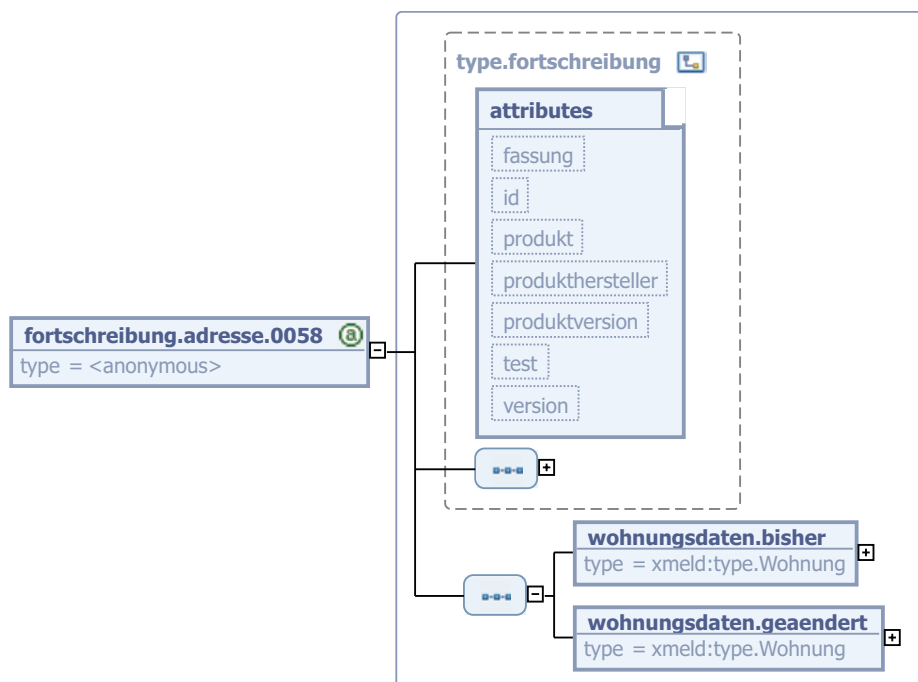 type.fortschreibung
attributes
fassung
id
produkt
produkthersteller
produktversion
test
version
fortschreibung.adresse.0058 a
type = <anonymous>
wohnungsdaten.bisher
type = xmeld:type.Wohnung
wohnungsdaten.geaendert
type = xmeld:type.Wohnung